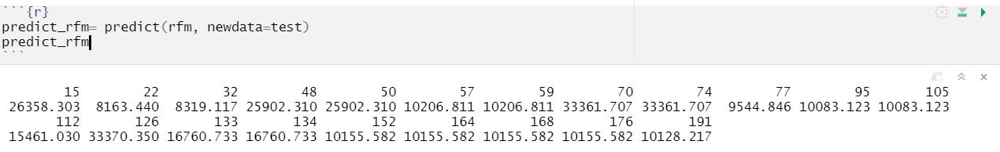 ```{r}
predict_rfm= predict(rfm, newdata=test)
predict_rfm
```
15 22 32 48 50 57 59 70 74 77 95 105
26358.303 8163.440 8319.117 25902.310 25902.310 10206.811 10206.811 33361.707 33361.707 9544.846 10083.123 10083.123
112 126 133 134 152 164 168 176 191
15461.030 33370.350 16760.733 16760.733 10155.582 10155.582 10155.582 10155.582 10128.217